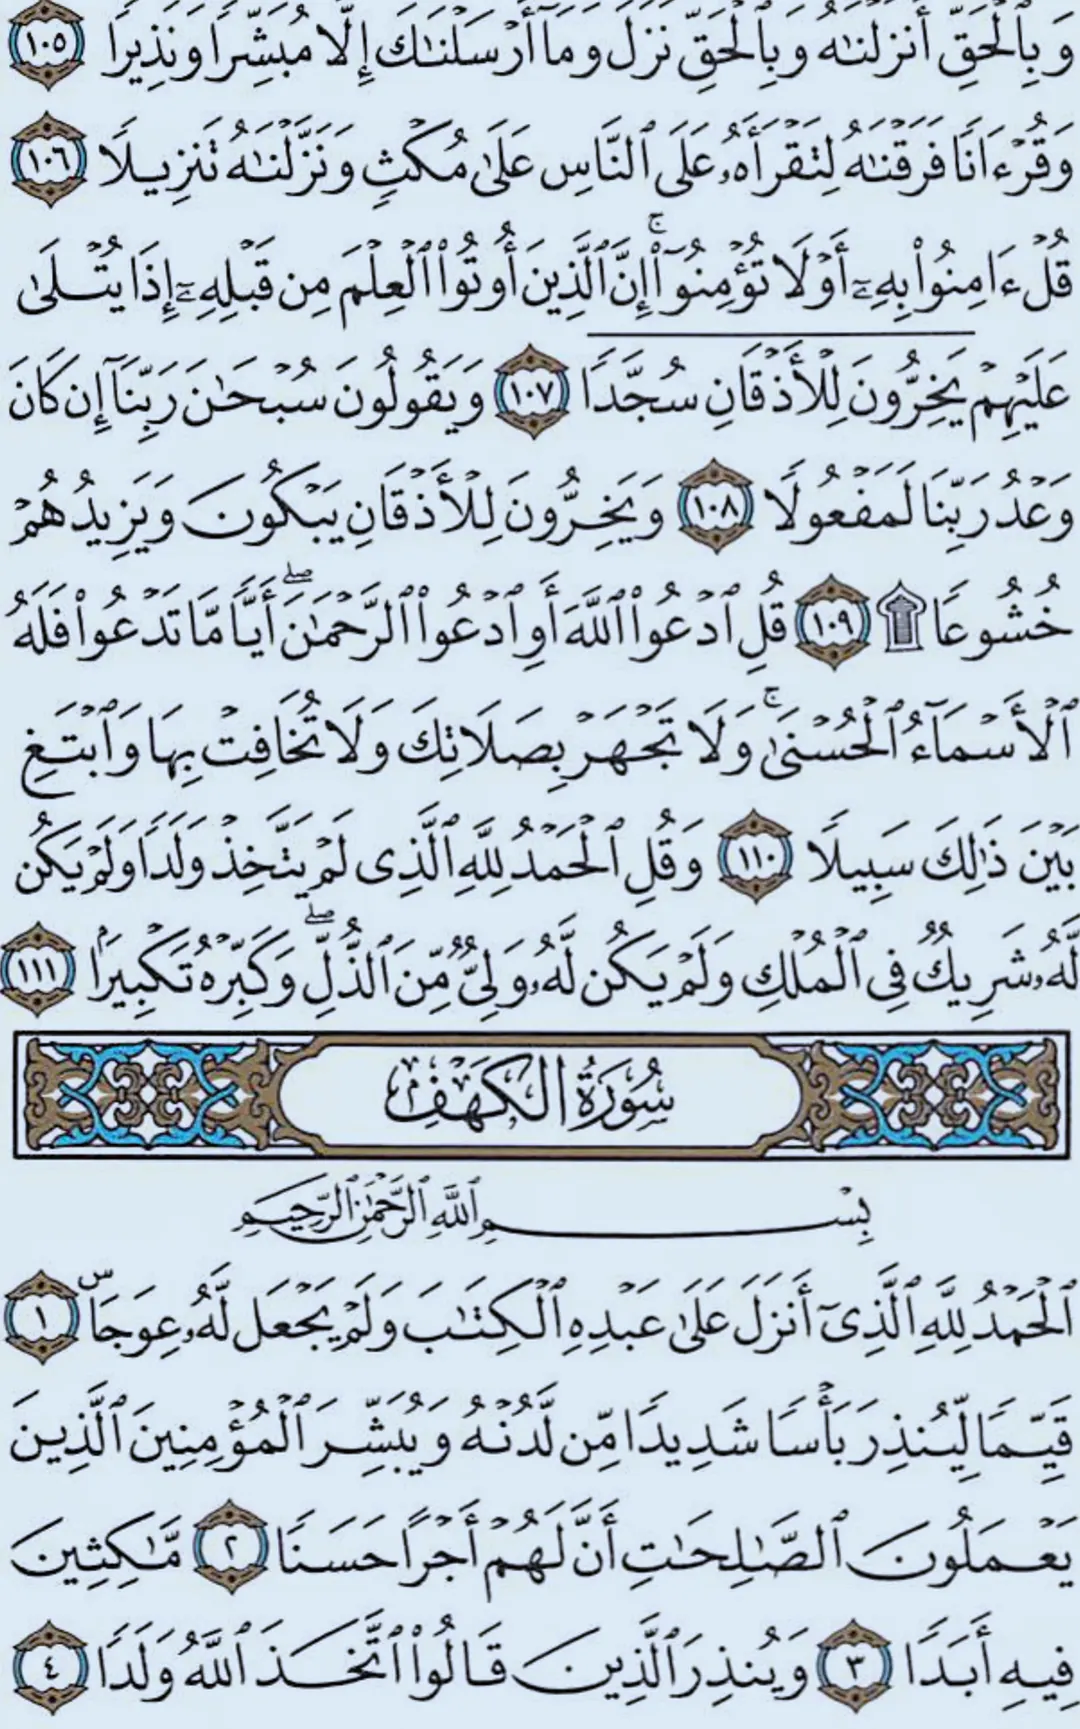 وَبِٱلْحَقِّ أَنزَلْنَٰهُ وَبِٱلْحَقِّ نَزَلَ وَمَآ أَرْسَلْنَٰكَ إِلَّا مُبَشِّرًا وَنَذِيرًا ١٠٥
وَقُرْءَانًا فَرَقْنَٰهُ لِتَقْرَأَهُۥ عَلَى ٱلنَّاسِ عَلَىٰ مُكْثٍ وَنَزَّلْنَٰهُ تَنزِيلًا ١٠٦
قُلْ ءَامِنُوا۟ بِهِۦٓ أَوْ لَا تُؤْمِنُوٓا۟ ۚ إِنَّ ٱلَّذِينَ أُوتُوا۟ ٱلْعِلْمَ مِن قَبْلِهِۦٓ إِذَا يُتْلَىٰ
عَلَيْهِمْ يَخِرُّونَ لِلْأَذْقَانِ سُجَّدًا ١٠٧ وَيَقُولُونَ سُبْحَٰنَ رَبِّنَآ إِن كَانَ
وَعْدُ رَبِّنَا لَمَفْعُولًا ١٠٨ وَيَخِرُّونَ لِلْأَذْقَانِ يَبْكُونَ وَيَزِيدُهُمْ
خُشُوعًا ۩ ١٠٩ قُلِ ٱدْعُوا۟ ٱللَّهَ أَوِ ٱدْعُوا۟ ٱلرَّحْمَٰنَ ۖ أَيًّا مَّا تَدْعُوا۟ فَلَهُ
ٱلْأَسْمَآءُ ٱلْحُسْنَىٰ ۚ وَلَا تَجْهَرْ بِصَلَاتِكَ وَلَا تُخَافِتْ بِهَا وَٱبْتَغِ
بَيْنَ ذَٰلِكَ سَبِيلًا ١١٠ وَقُلِ ٱلْحَمْدُ لِلَّهِ ٱلَّذِى لَمْ يَتَّخِذْ وَلَدًا وَلَمْ يَكُن
لَّهُۥ شَرِيكٌ فِى ٱلْمُلْكِ وَلَمْ يَكُن لَّهُۥ وَلِىٌّ مِّنَ ٱلذُّلِّ ۖ وَكَبِّرْهُ تَكْبِيرًۢا ١١١
سُورَةُ الكَهْفِ
بِسْمِ ٱللَّهِ ٱلرَّحْمَٰنِ ٱلرَّحِيمِ
ٱلْحَمْدُ لِلَّهِ ٱلَّذِىٓ أَنزَلَ عَلَىٰ عَبْدِهِ ٱلْكِتَٰبَ وَلَمْ يَجْعَل لَّهُۥ عِوَجَاۜ ١
قَيِّمًا لِّيُنذِرَ بَأْسًا شَدِيدًا مِّن لَّدُنْهُ وَيُبَشِّرَ ٱلْمُؤْمِنِينَ ٱلَّذِينَ
يَعْمَلُونَ ٱلصَّٰلِحَٰتِ أَنَّ لَهُمْ أَجْرًا حَسَنًا ٢ مَّٰكِثِينَ
فِيهِ أَبَدًا ٣ وَيُنذِرَ ٱلَّذِينَ قَالُوا۟ ٱتَّخَذَ ٱللَّهُ وَلَدًا ٤